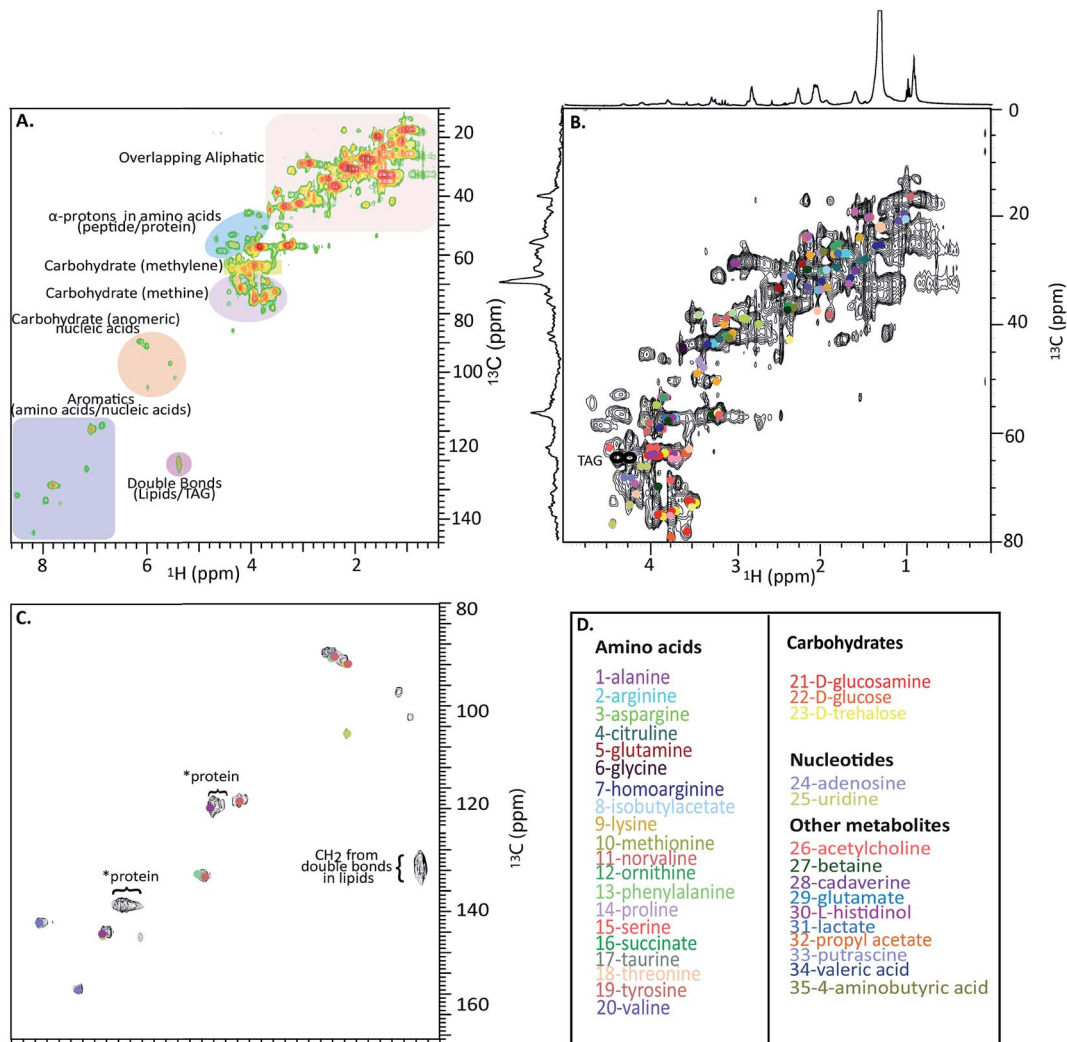 A.
Overlapping Aliphatic
α-protons in amino acids
(peptide/protein)
Carbohydrate (methylene)
Carbohydrate (methine)
Carbohydrate (anomeric)
nucleic acids
Aromatics
(amino acids/nucleic acids)
Double Bonds
(Lipids/TAG)
20
40
60
80
100
120
140
13C (ppm)
8
6
4
2
1H (ppm)
B.
TAG
0
20
40
60
80
13C (ppm)
4
3
2
1
1H (ppm)
C.
*protein
*protein
CH2 from
double bonds
in lipids
80
100
120
140
160
13C (ppm)
D.
Amino acids
1-alanine
2-arginine
3-aspargine
4-citruline
5-glutamine
6-glycine
7-homoarginine
8-isobutylacetate
9-lysine
10-methionine
11-norvaline
12-ornithine
13-phenylalanine
14-proline
15-serine
16-succinate
17-taurine
18-threonine
19-tyrosine
20-valine
Carbohydrates
21-D-glucosamine
22-D-glucose
23-D-trehalose
Nucleotides
24-adenosine
25-uridine
Other metabolites
26-acetylcholine
27-betaine
28-cadaverine
29-glutamate
30-L-histidinol
31-lactate
32-propyl acetate
33-putrascine
34-valeric acid
35-4-aminobutyric acid